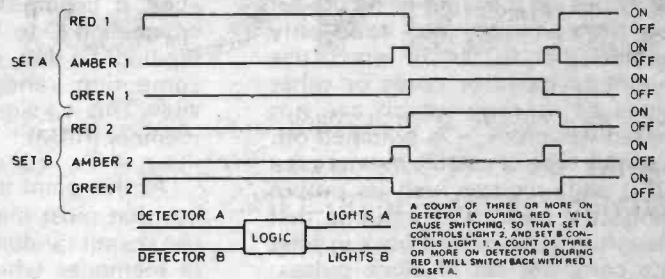 RED 1
ON
OFF
SET A
AMBER 1
ON
OFF
GREEN 1
ON
OFF
RED 2
ON
OFF
SET B
AMBER 2
ON
OFF
GREEN 2
ON
OFF
DETECTOR A
LIGHTS A
LOGIC
DETECTOR B
LIGHTS B
A COUNT OF THREE OR MORE ON
DETECTOR A DURING RED 1 WILL
CAUSE SWITCHING, SO THAT SET A
CONTROLS LIGHT 2, AND SET B CON-
TROLS LIGHT 1. A COUNT OF THREE
OR MORE ON DETECTOR B DURING
RED 1 WILL SWITCH BACK WITH RED 1
ON SET A.